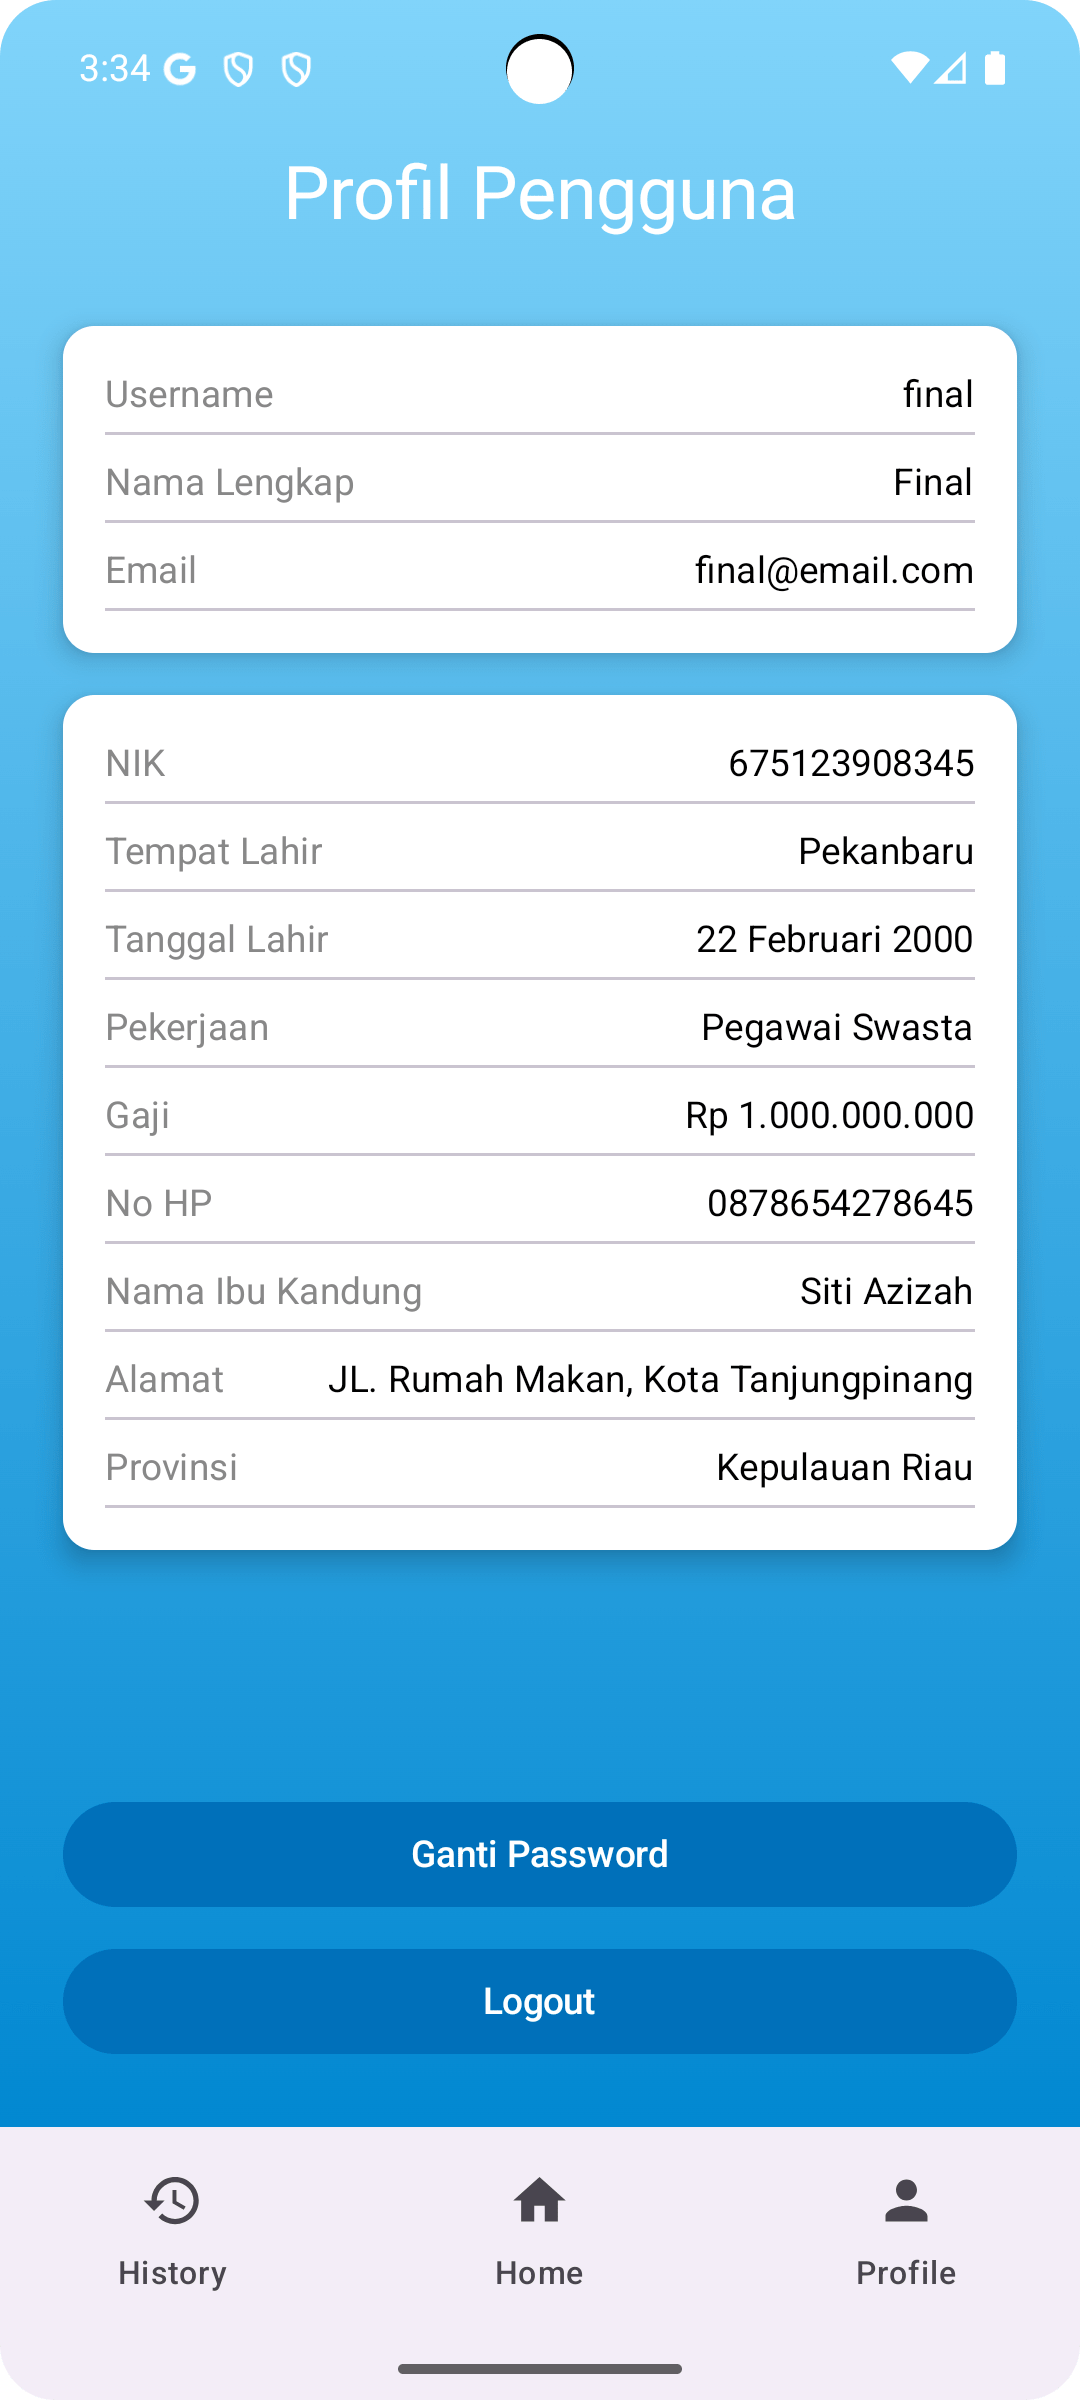 3:34
Profil Pengguna
Username final
Nama Lengkap Final
Email final@email.com
NIK 675123908345
Tempat Lahir Pekanbaru
Tanggal Lahir 22 Februari 2000
Pekerjaan Pegawai Swasta
Gaji Rp 1.000.000.000
No HP 0878654278645
Nama Ibu Kandung Siti Azizah
Alamat JL. Rumah Makan, Kota Tanjungpinang
Provinsi Kepulauan Riau
Ganti Password
Logout
History Home Profile